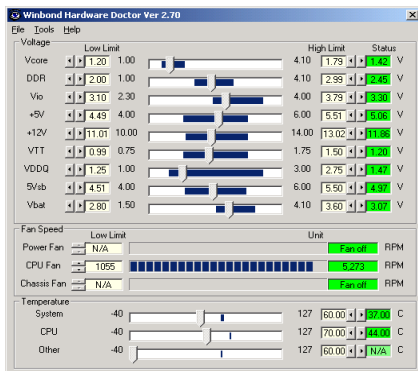 Winbond Hardware Doctor Ver 2.70
File Tools Help
Voltage Low Limit High Limit Status
Vcore 1.20 1.00 4.10 1.79 1.42 V
DDR 2.00 1.00 4.10 2.99 2.45 V
Vio 3.10 2.30 4.00 3.79 3.30 V
+5V 4.49 4.00 6.00 5.51 5.06 V
+12V 11.01 10.00 14.00 13.02 11.86 V
VTT 0.99 0.75 1.75 1.50 1.20 V
VDDQ 1.25 1.00 3.00 2.75 1.47 V
5Vsb 4.51 4.00 6.00 5.50 4.97 V
Vbat 2.80 1.50 4.10 3.60 3.07 V
Fan Speed Low Limit Unit
Power Fan N/A Fan off RPM
CPU Fan 1055 5,273 RPM
Chassis Fan N/A Fan off RPM
Temperature
System -40 127 60.00 37.00 C
CPU -40 127 70.00 44.00 C
Other -40 127 60.00 N/A C